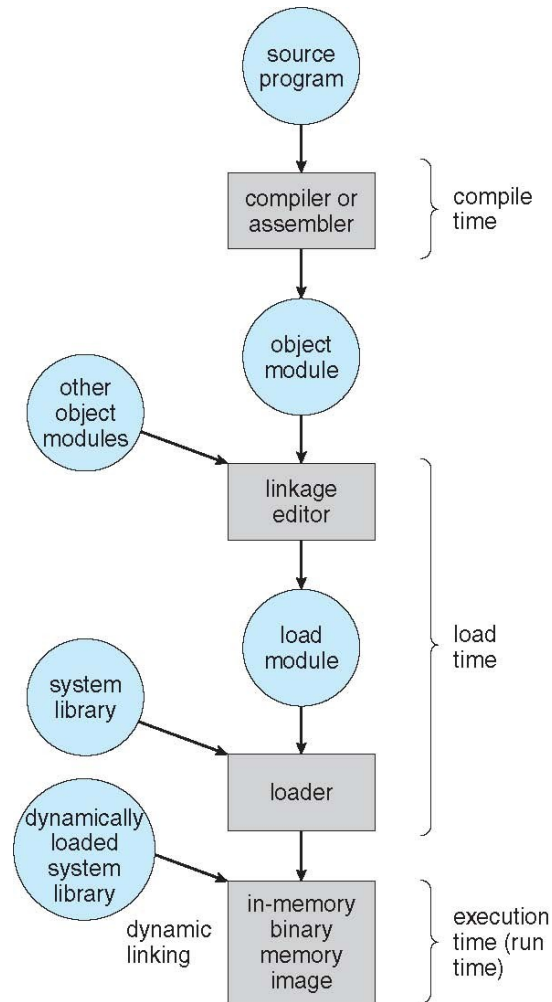 source
program
compiler or
assembler
compile
time
object
module
other
object
modules
linkage
editor
load
module
load
time
system
library
loader
dynamically
loaded
system
library
dynamic
linking
in-memory
binary
memory
image
execution
time (run
time)